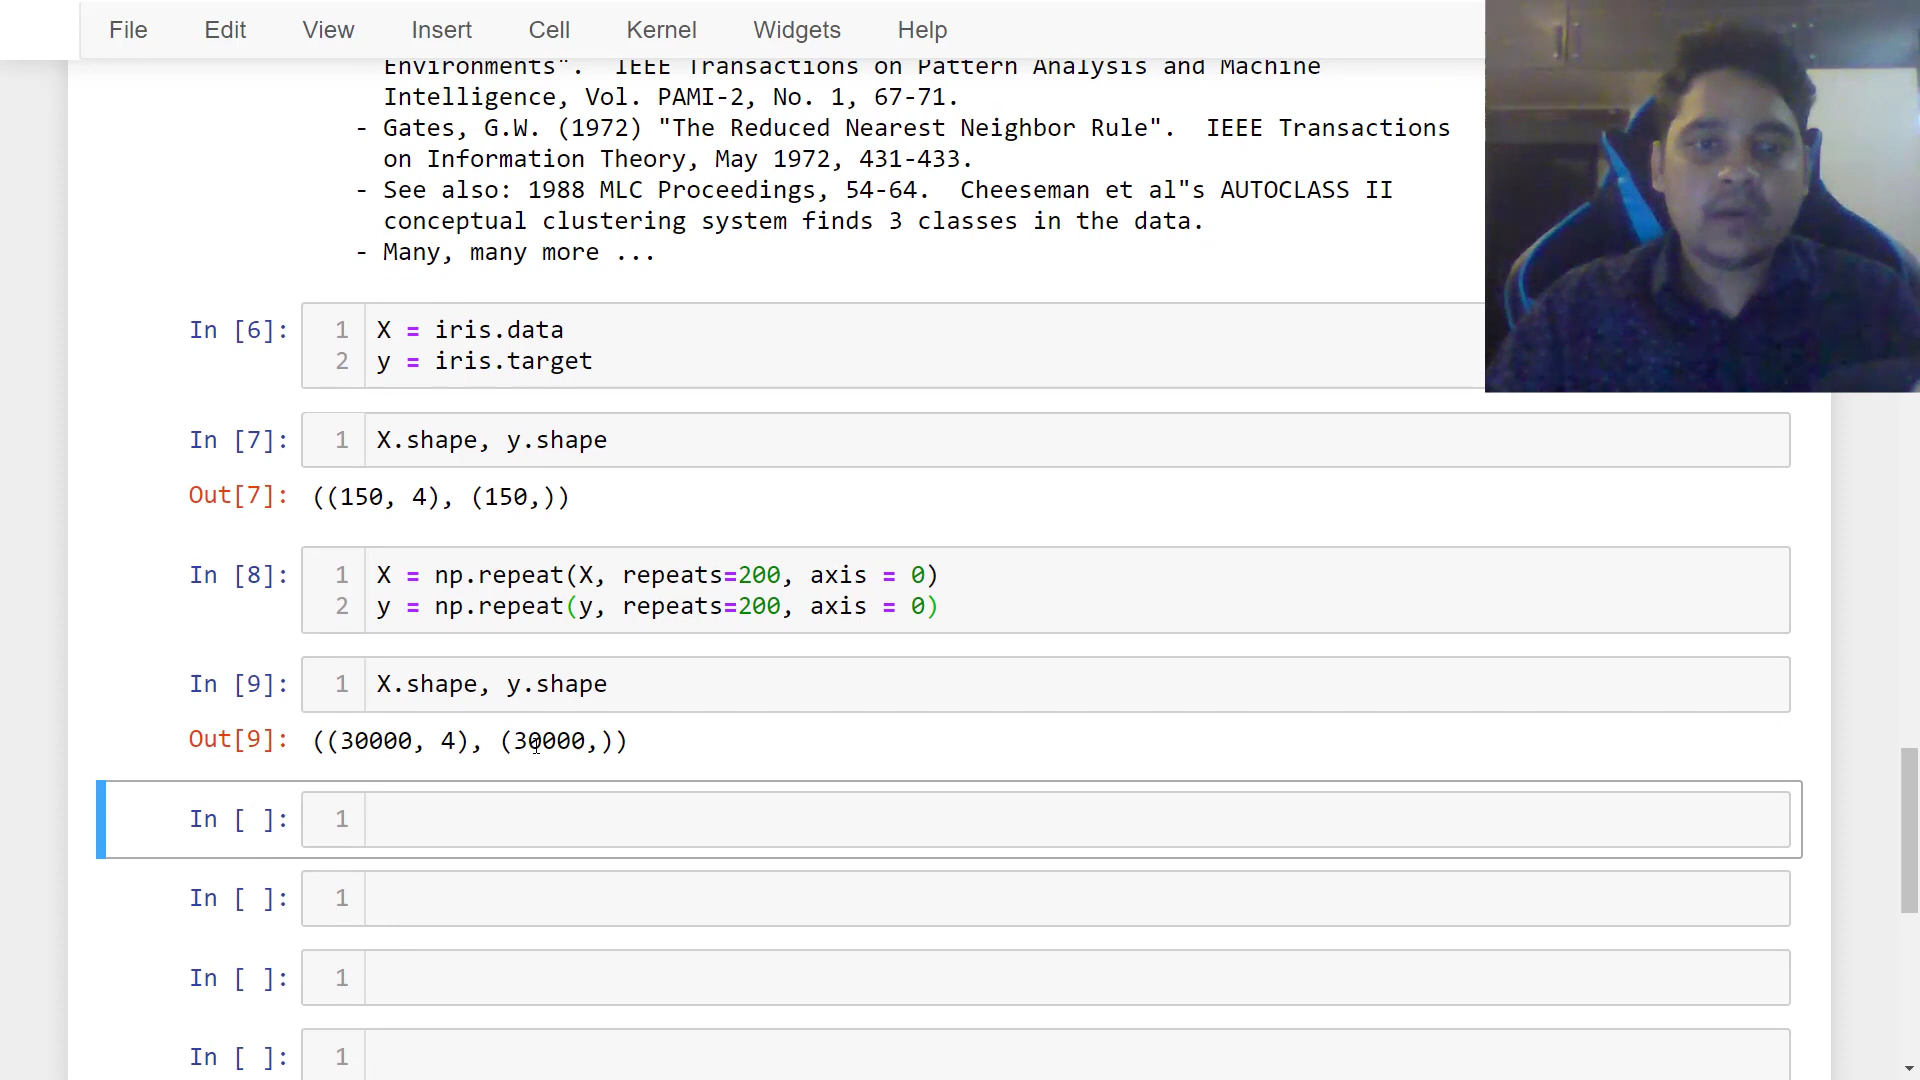 File Edit View Insert Cell Kernel Widgets Help
Environments".  IEEE Transactions on Pattern Analysis and Machine
Intelligence, Vol. PAMI-2, No. 1, 67-71.
- Gates, G.W. (1972) "The Reduced Nearest Neighbor Rule".  IEEE Transactions
on Information Theory, May 1972, 431-433.
- See also: 1988 MLC Proceedings, 54-64.  Cheeseman et al"s AUTOCLASS II
conceptual clustering system finds 3 classes in the data.
- Many, many more ...
In [6]: 1 X = iris.data
2 y = iris.target
In [7]: 1 X.shape, y.shape
Out[7]: ((150, 4), (150,))
In [8]: 1 X = np.repeat(X, repeats=200, axis = 0)
2 y = np.repeat(y, repeats=200, axis = 0)
In [9]: 1 X.shape, y.shape
Out[9]: ((30000, 4), (30000,))
In [ ]: 1
In [ ]: 1
In [ ]: 1
In [ ]: 1